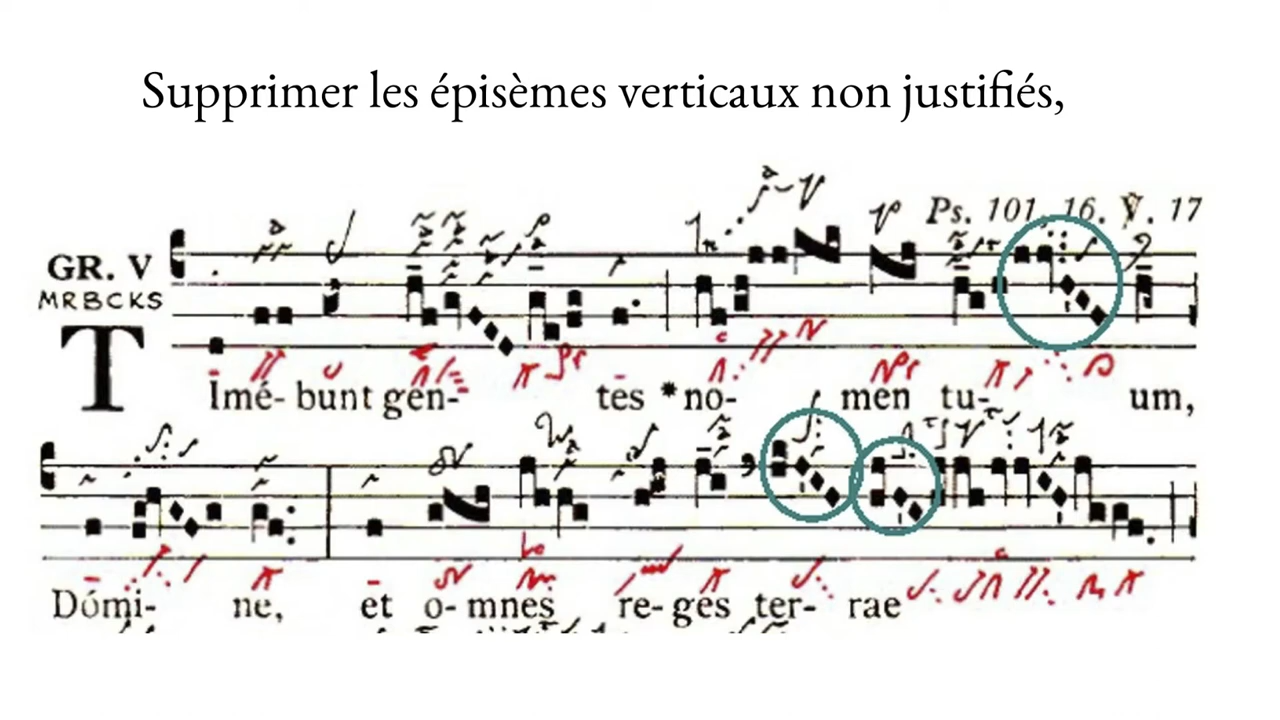 Supprimer les épisèmes verticaux non justifiés,
Ps. 101, 16. ℣. 17
GR. V
MRBCKS
Timé- bunt gen- tes * no- men tu- um,
Dómi- ne, et o- mnes re- ges ter- rae